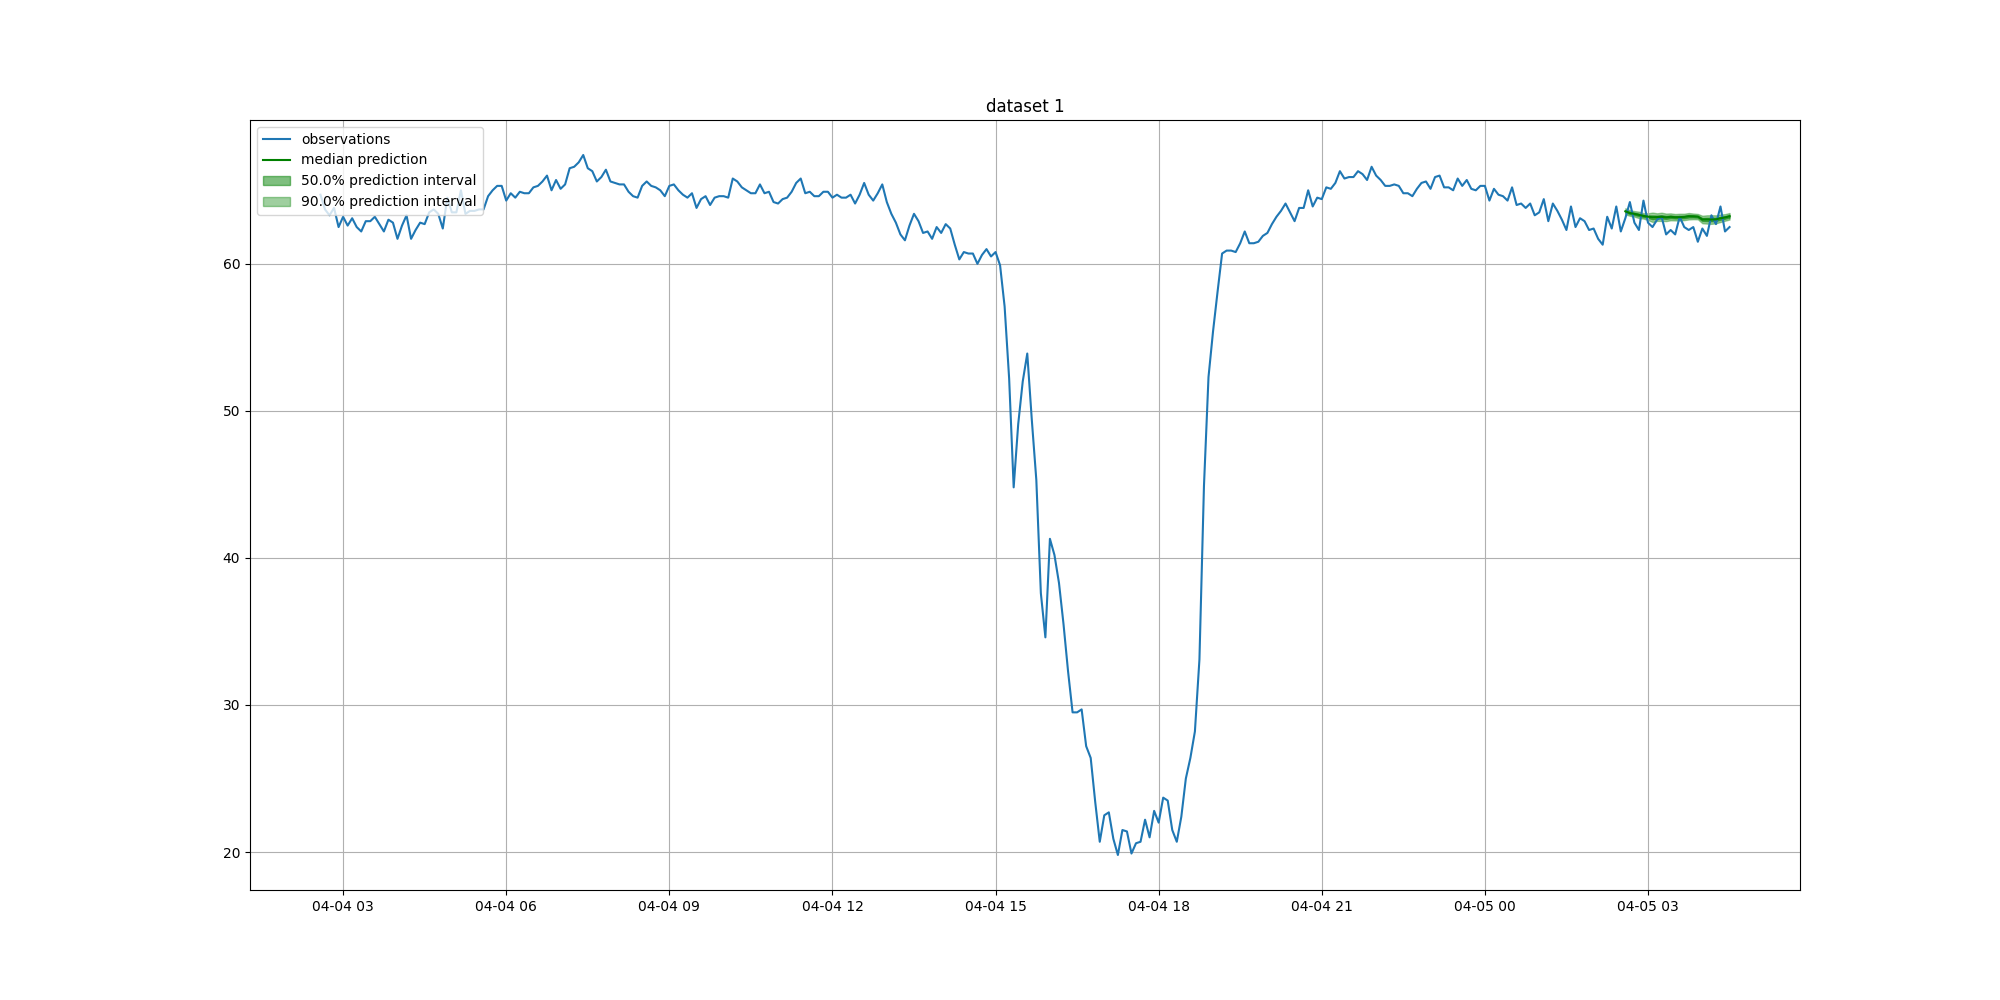 dataset 1
observations
median prediction
50.0% prediction interval
90.0% prediction interval
60
50
40
30
20
04-04 03 04-04 06 04-04 09 04-04 12 04-04 15 04-04 18 04-04 21 04-05 00 04-05 03